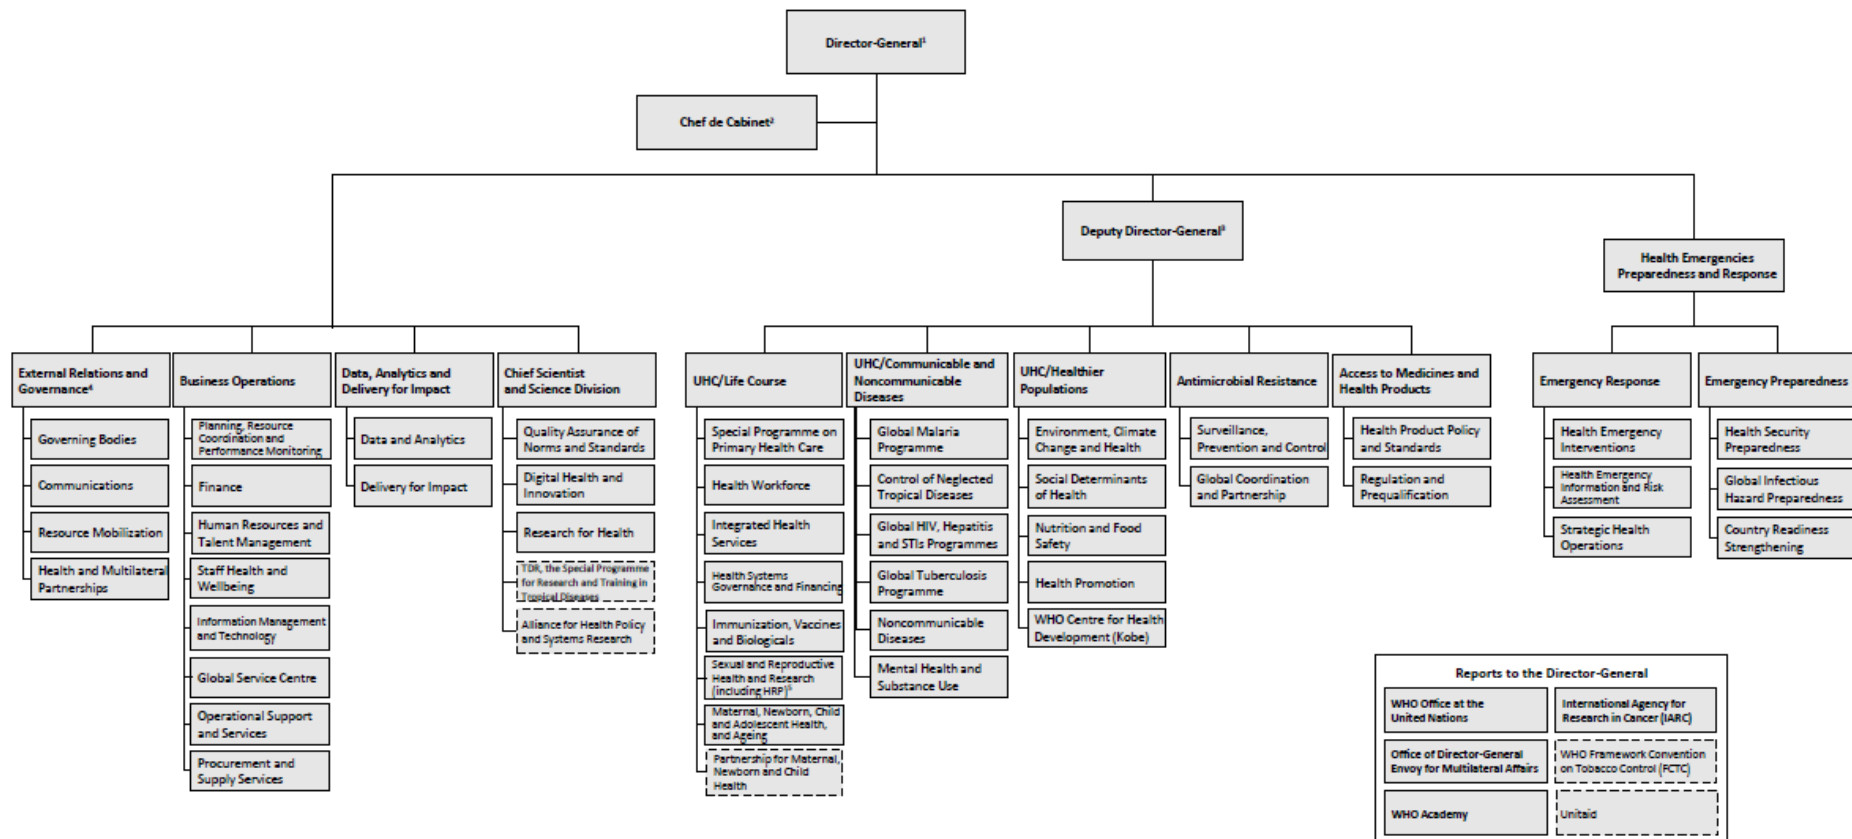 Director-General¹
Chef de Cabinet²
Deputy Director-General³
Health Emergencies
Preparedness and Response
External Relations and
Governance⁴
Governing Bodies
Communications
Resource Mobilization
Health and Multilateral
Partnerships
Business Operations
Planning, Resource
Coordination and
Performance Monitoring
Finance
Human Resources and
Talent Management
Staff Health and
Wellbeing
Information Management
and Technology
Global Service Centre
Operational Support
and Services
Procurement and
Supply Services
Data, Analytics and
Delivery for Impact
Data and Analytics
Delivery for Impact
Chief Scientist
and Science Division
Quality Assurance of
Norms and Standards
Digital Health and
Innovation
Research for Health
TDR, the Special Programme
for Research and Training in
Tropical Diseases
Alliance for Health Policy
and Systems Research
UHC/Life Course
Special Programme on
Primary Health Care
Health Workforce
Integrated Health
Services
Health Systems
Governance and Financing
Immunization, Vaccines
and Biologicals
Sexual and Reproductive
Health and Research
(including HRP)⁵
Maternal, Newborn, Child
and Adolescent Health,
and Ageing
Partnership for Maternal,
Newborn and Child
Health
UHC/Communicable and
Noncommunicable
Diseases
Global Malaria
Programme
Control of Neglected
Tropical Diseases
Global HIV, Hepatitis
and STIs Programmes
Global Tuberculosis
Programme
Noncommunicable
Diseases
Mental Health and
Substance Use
UHC/Healthier
Populations
Environment, Climate
Change and Health
Social Determinants
of Health
Nutrition and Food
Safety
Health Promotion
WHO Centre for Health
Development (Kobe)
Antimicrobial Resistance
Surveillance,
Prevention and Control
Global Coordination
and Partnership
Access to Medicines and
Health Products
Health Product Policy
and Standards
Regulation and
Prequalification
Emergency Response
Health Emergency
Interventions
Health Emergency
Information and Risk
Assessment
Strategic Health
Operations
Emergency Preparedness
Health Security
Preparedness
Global Infectious
Hazard Preparedness
Country Readiness
Strengthening
Reports to the Director-General
WHO Office at the
United Nations
International Agency for
Research in Cancer (IARC)
Office of Director-General
Envoy for Multilateral Affairs
WHO Framework Convention
on Tobacco Control (FCTC)
WHO Academy
Unitaid